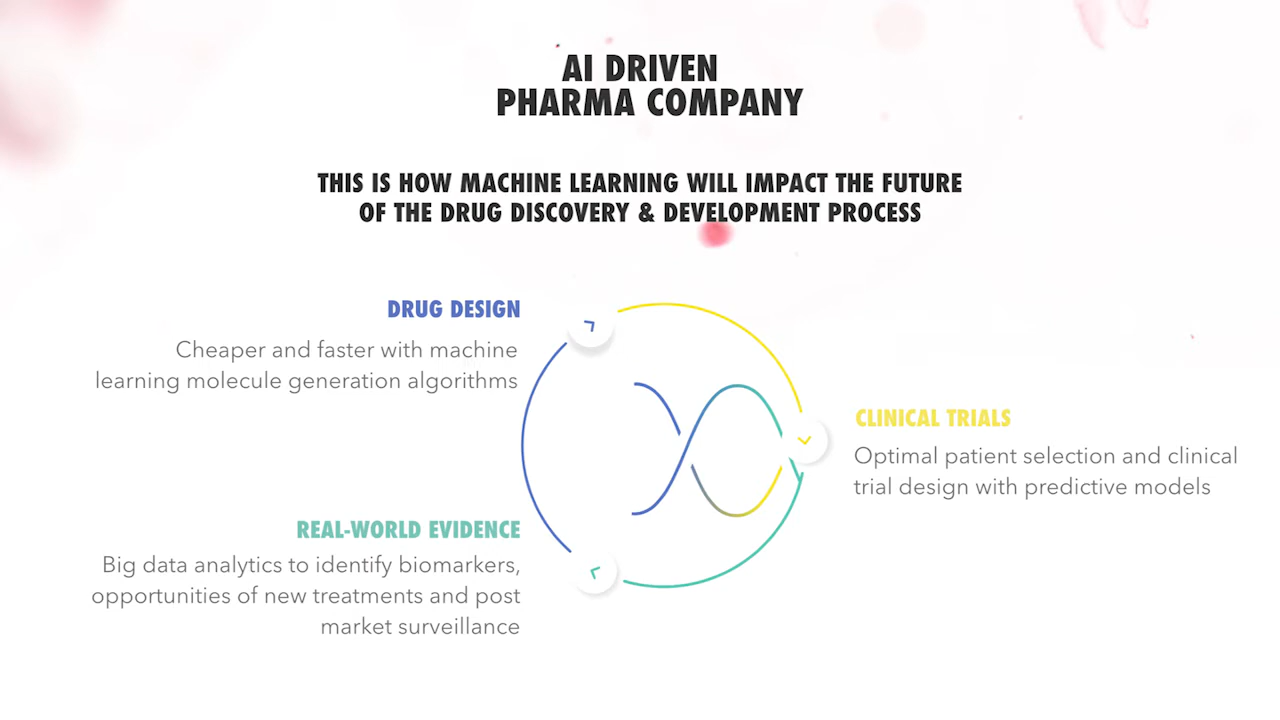 AI DRIVEN
PHARMA COMPANY
THIS IS HOW MACHINE LEARNING WILL IMPACT THE FUTURE
OF THE DRUG DISCOVERY & DEVELOPMENT PROCESS
DRUG DESIGN
Cheaper and faster with machine
learning molecule generation algorithms
CLINICAL TRIALS
Optimal patient selection and clinical
trial design with predictive models
REAL-WORLD EVIDENCE
Big data analytics to identify biomarkers,
opportunities of new treatments and post
market surveillance